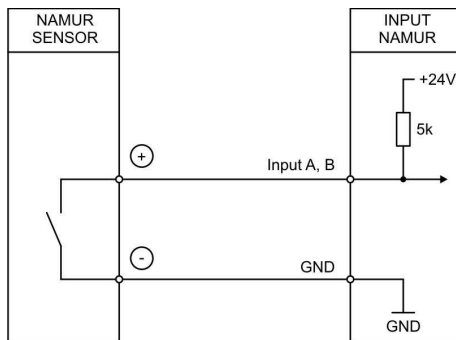 NAMUR
SENSOR
INPUT
NAMUR
+24V
5k
+
Input A, B
-
GND
GND